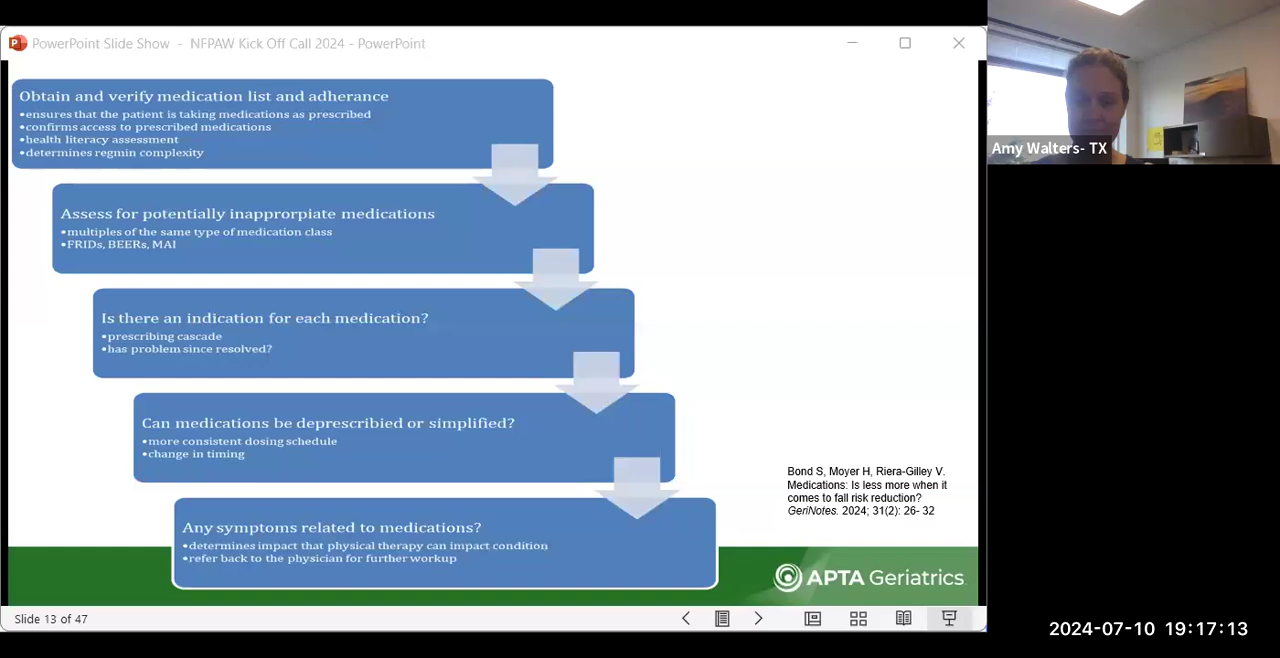 PowerPoint Slide Show - NFPAW Kick Off Call 2024 - PowerPoint
Obtain and verify medication list and adherance
•ensures that the patient is taking medications as prescribed
•confirms access to prescribed medications
•health literacy assessment
•determines regmin complexity
Assess for potentially inapprorpiate medications
•multiples of the same type of medication class
•FRIDs, BEERs, MAI
Is there an indication for each medication?
•prescribing cascade
•has problem since resolved?
Can medications be deprescribied or simplified?
•more consistent dosing schedule
•change in timing
Any symptoms related to medications?
•determines impact that physical therapy can impact condition
•refer back to the physician for further workup
Bond S, Moyer H, Riera-Gilley V.
Medications: Is less more when it
comes to fall risk reduction?
GeriNotes. 2024; 31(2): 26- 32
APTA Geriatrics
Slide 13 of 47
Amy Walters- TX
2024-07-10 19:17:13